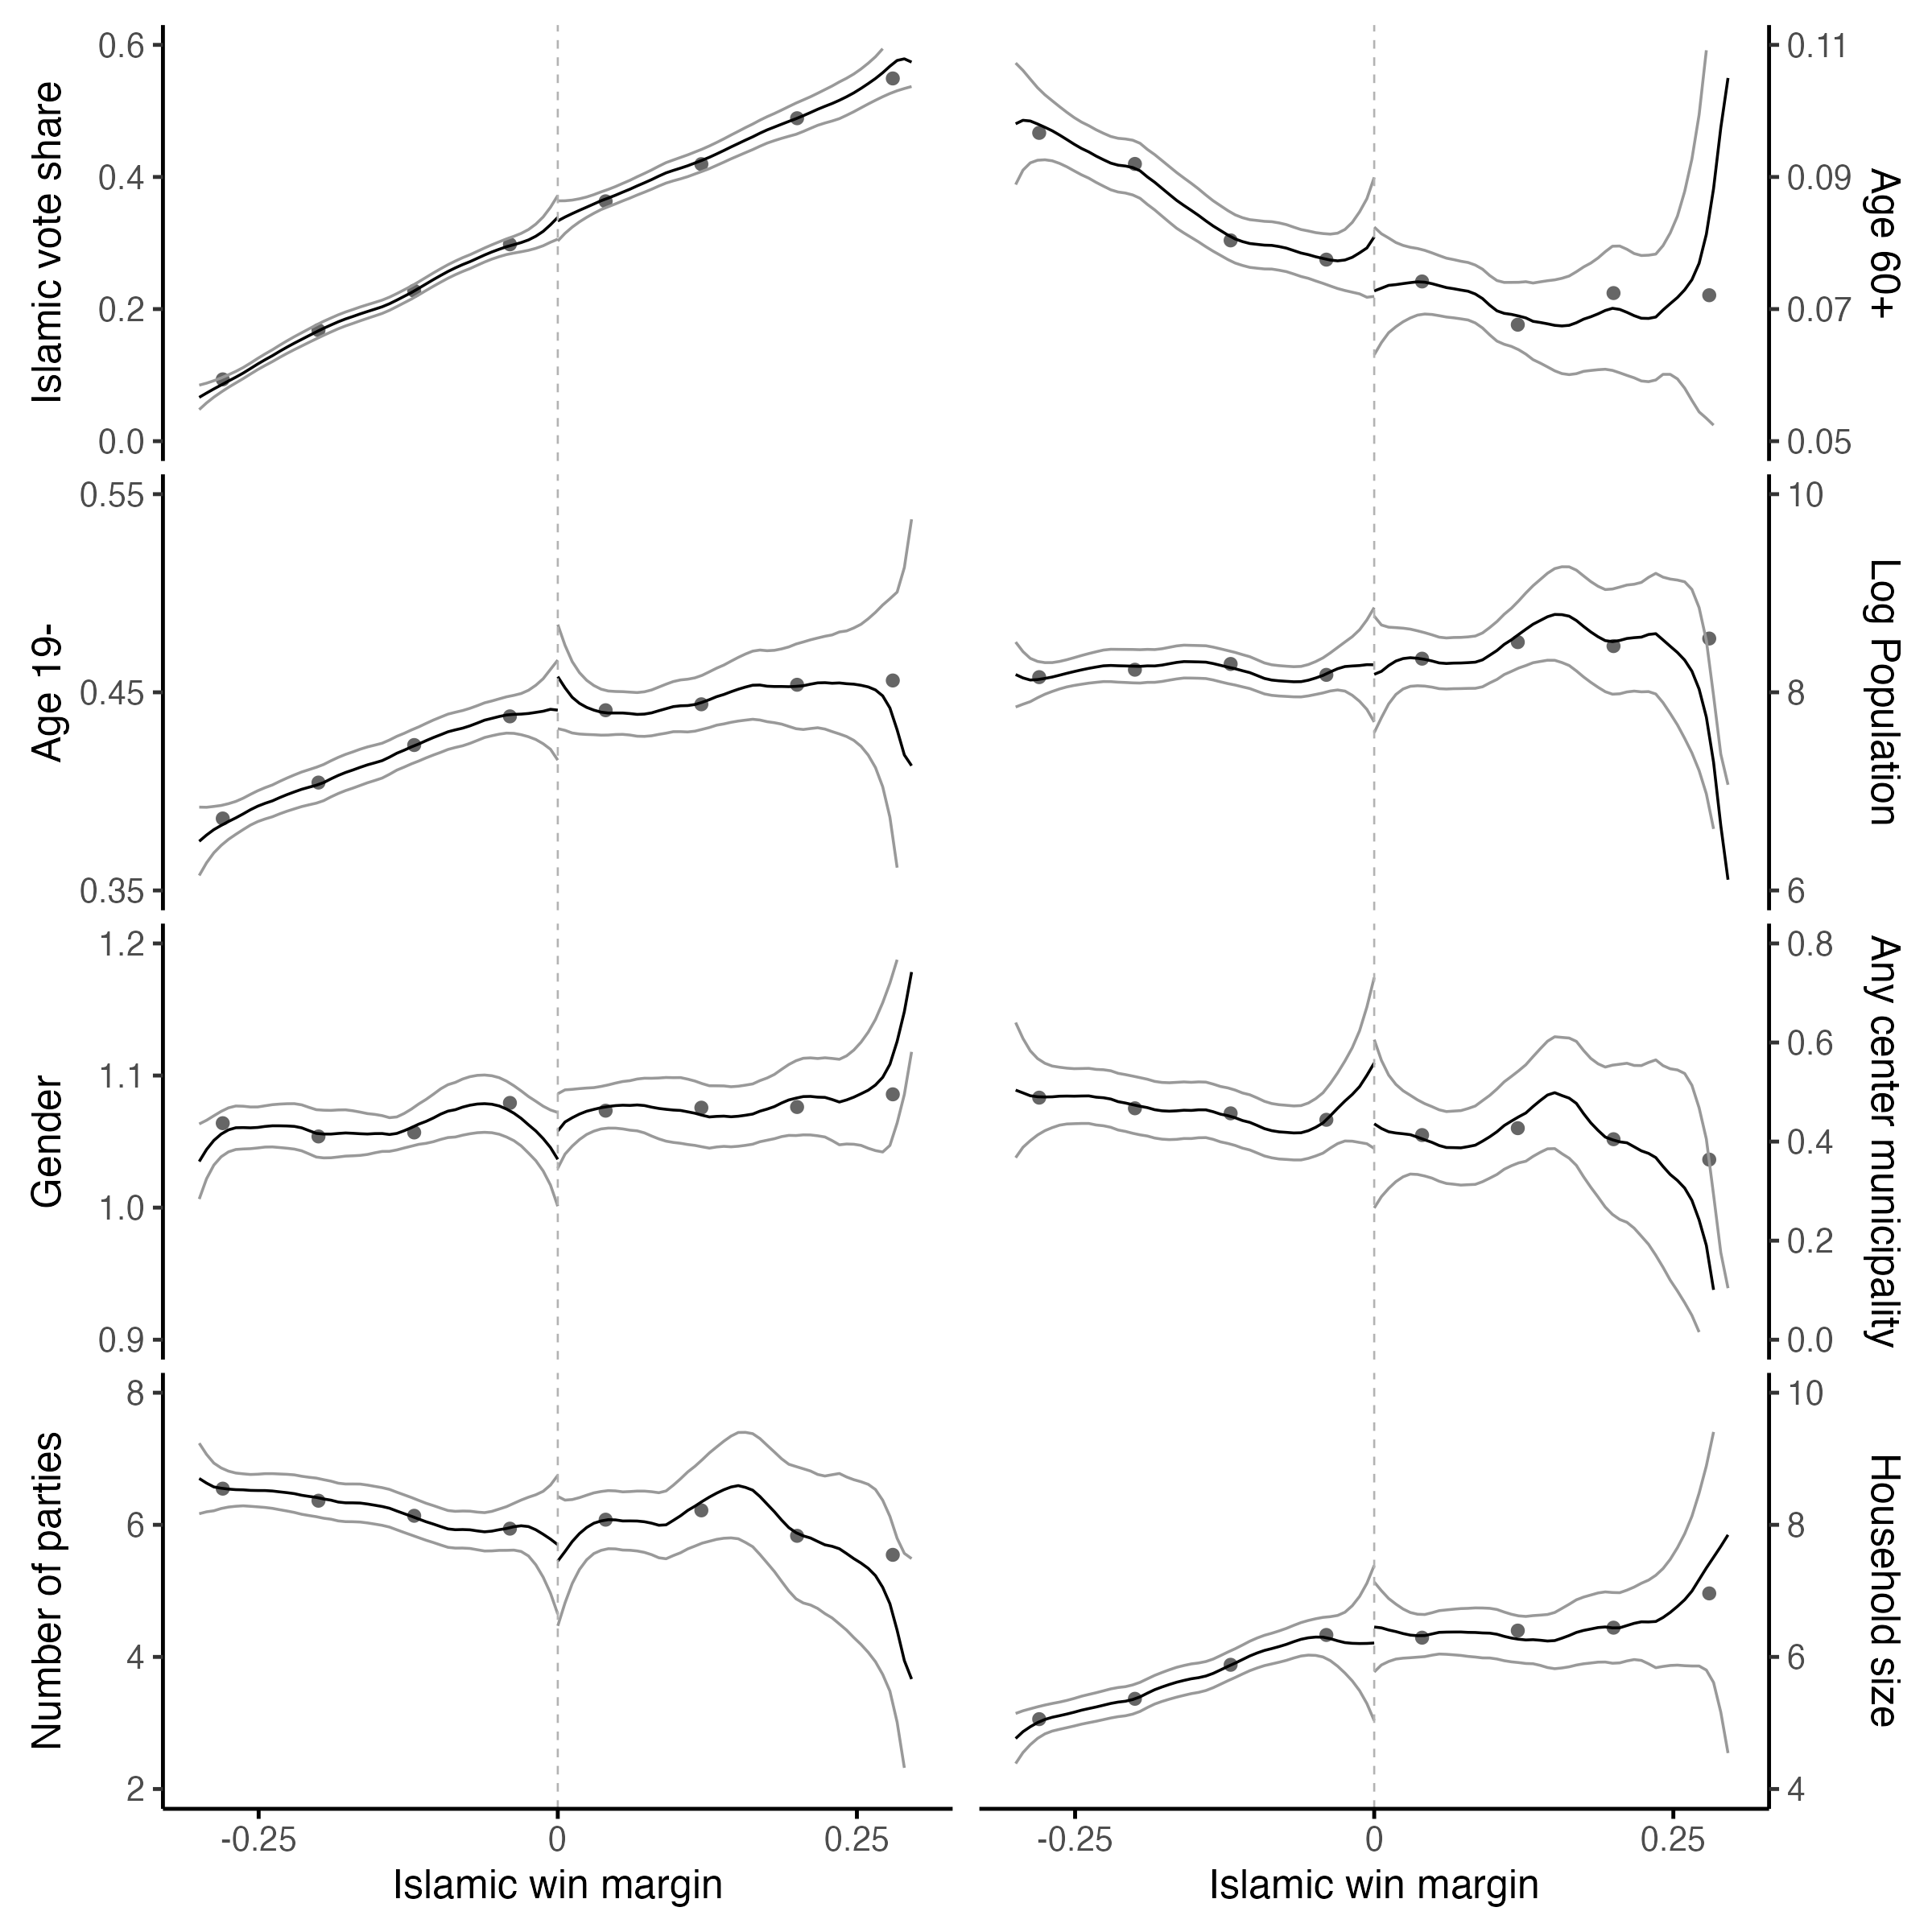 Islamic vote share
0.6
0.4
0.2
0.0
0.11
0.09
0.07
0.05
Age 60+
Age 19-
0.55
0.45
0.35
10
8
6
Log Population
Gender
1.2
1.1
1.0
0.9
0.8
0.6
0.4
0.2
0.0
Any center municipality
Number of parties
8
6
4
2
10
8
6
4
Household size
-0.25 0 0.25
-0.25 0 0.25
Islamic win margin
Islamic win margin